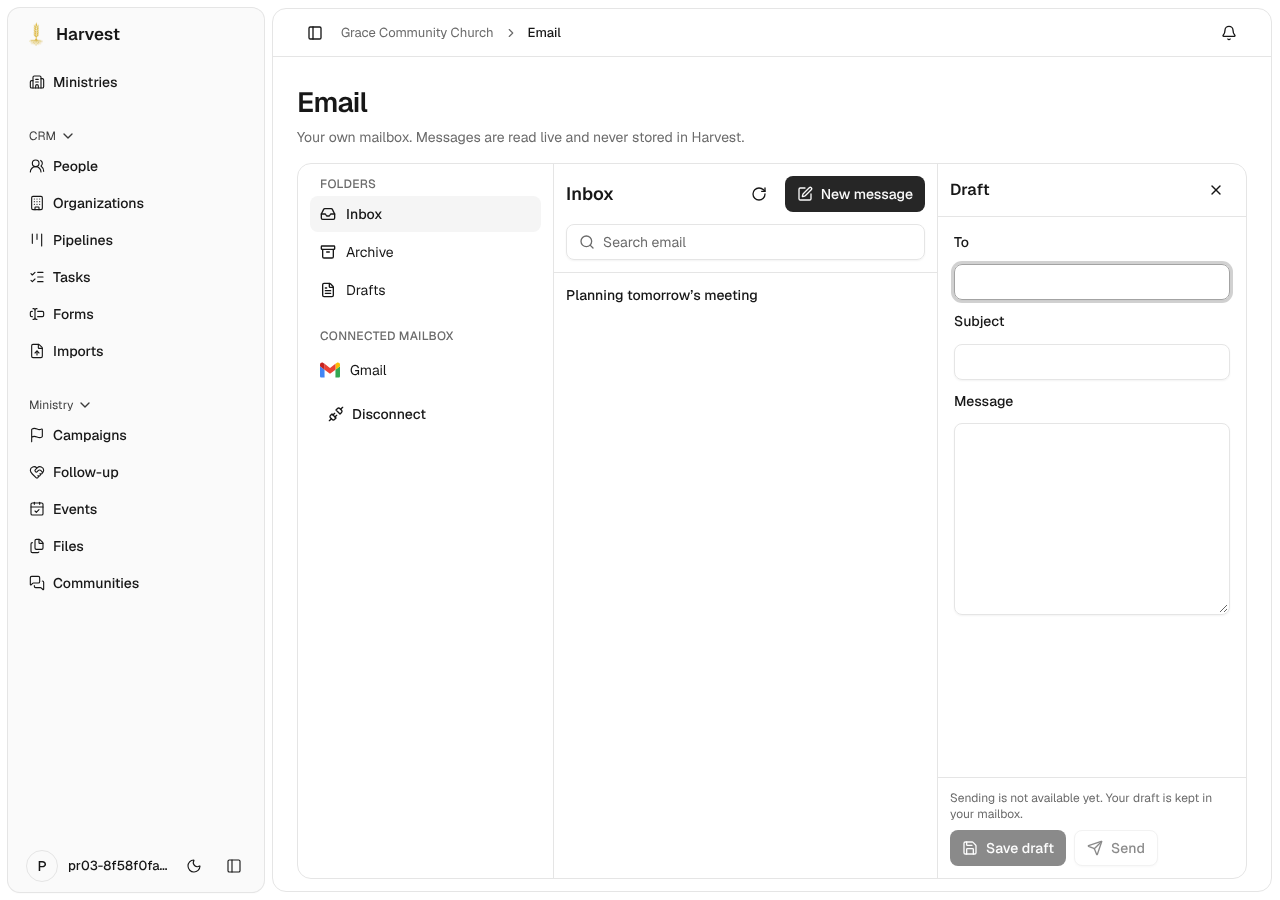 Harvest
Ministries
CRM
People
Organizations
Pipelines
Tasks
Forms
Imports
Ministry
Campaigns
Follow-up
Events
Files
Communities
P
pr03-8f58f0fa...
Grace Community Church
Email
Email
Your own mailbox. Messages are read live and never stored in Harvest.
FOLDERS
Inbox
Archive
Drafts
CONNECTED MAILBOX
Gmail
Disconnect
Inbox
New message
Search email
Planning tomorrow's meeting
Draft
To
Subject
Message
Sending is not available yet. Your draft is kept in
your mailbox.
Save draft
Send